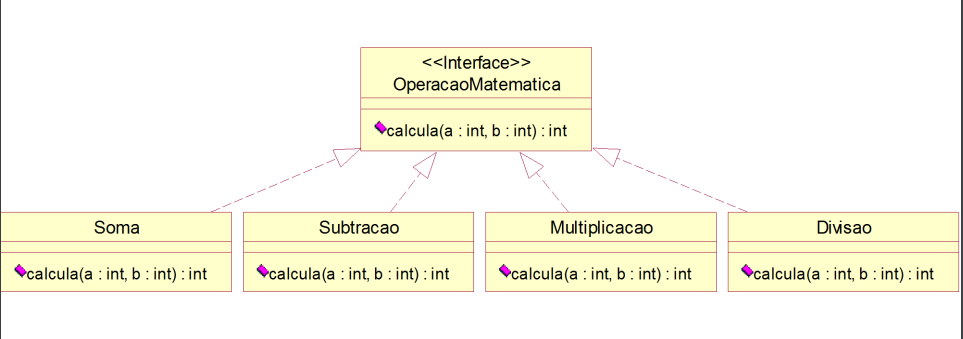 <<Interface>>
OperacaoMatematica
calcula(a : int, b : int) : int
Soma
calcula(a : int, b : int) : int
Subtracao
calcula(a : int, b : int) : int
Multiplicacao
calcula(a : int, b : int) : int
Divisao
calcula(a : int, b : int) : int